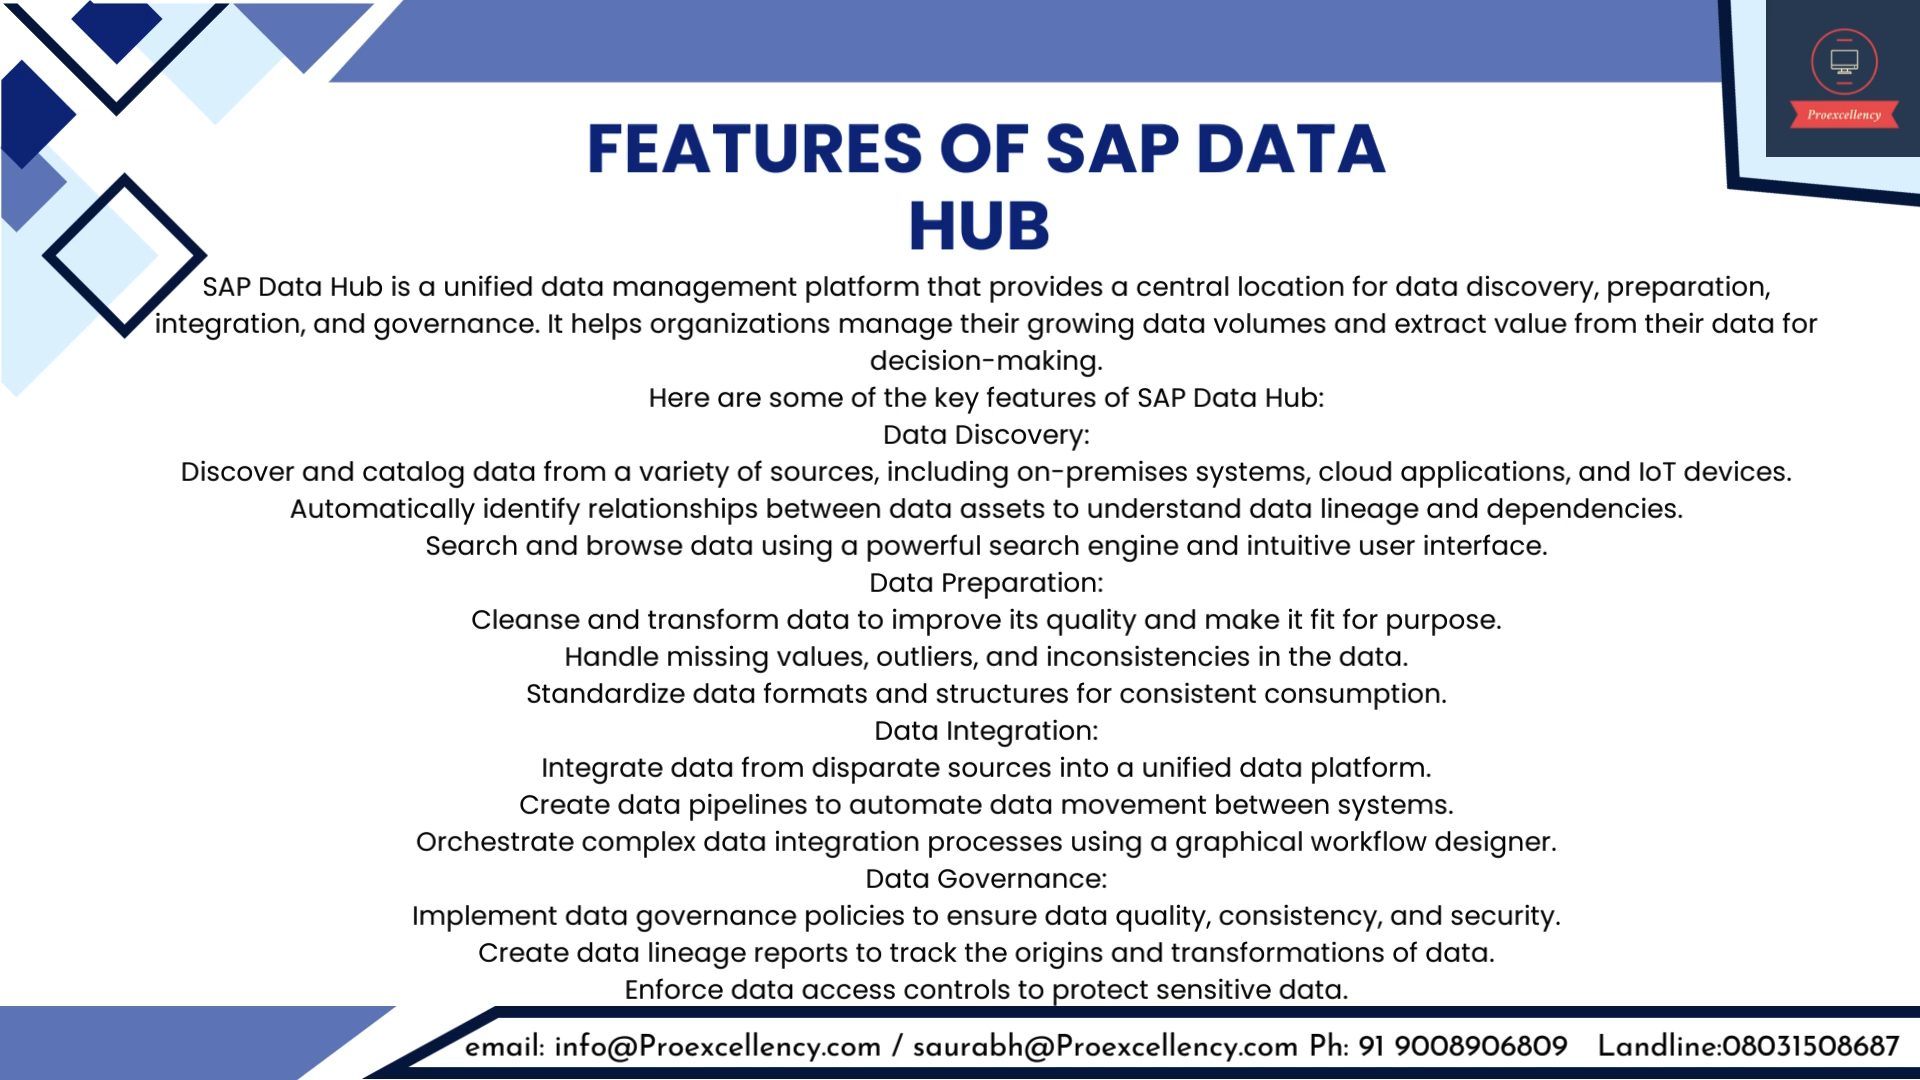 Proexcellency
FEATURES OF SAP DATA
HUB
SAP Data Hub is a unified data management platform that provides a central location for data discovery, preparation,
integration, and governance. It helps organizations manage their growing data volumes and extract value from their data for
decision-making.
Here are some of the key features of SAP Data Hub:
Data Discovery:
Discover and catalog data from a variety of sources, including on-premises systems, cloud applications, and IoT devices.
Automatically identify relationships between data assets to understand data lineage and dependencies.
Search and browse data using a powerful search engine and intuitive user interface.
Data Preparation:
Cleanse and transform data to improve its quality and make it fit for purpose.
Handle missing values, outliers, and inconsistencies in the data.
Standardize data formats and structures for consistent consumption.
Data Integration:
Integrate data from disparate sources into a unified data platform.
Create data pipelines to automate data movement between systems.
Orchestrate complex data integration processes using a graphical workflow designer.
Data Governance:
Implement data governance policies to ensure data quality, consistency, and security.
Create data lineage reports to track the origins and transformations of data.
Enforce data access controls to protect sensitive data.
email: info@Proexcellency.com / saurabh@Proexcellency.com Ph: 91 9008906809 Landline:08031508687